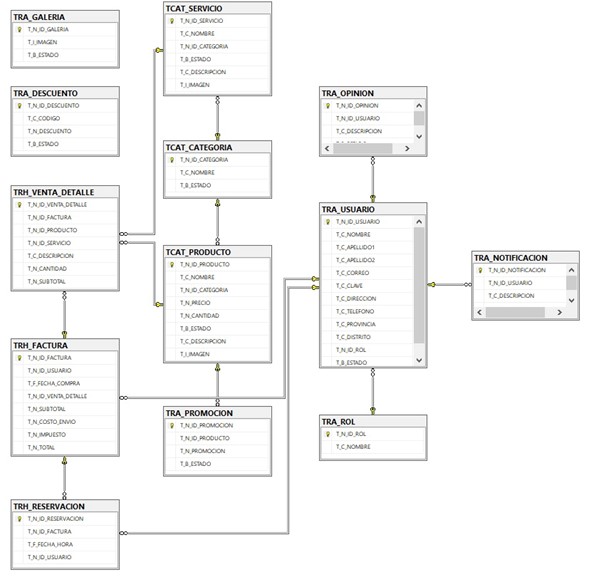 TRA_GALERIA
T_N_ID_GALERIA
T_I_IMAGEN
T_B_ESTADO
TRA_DESCUENTO
T_N_ID_DESCUENTO
T_C_CODIGO
T_N_DESCUENTO
T_B_ESTADO
TRH_VENTA_DETALLE
T_N_ID_VENTA_DETALLE
T_N_ID_FACTURA
T_N_ID_PRODUCTO
T_N_ID_SERVICIO
T_C_DESCRIPCION
T_N_CANTIDAD
T_N_SUBTOTAL
TRH_FACTURA
T_N_ID_FACTURA
T_N_ID_USUARIO
T_F_FECHA_COMPRA
T_N_ID_VENTA_DETALLE
T_N_SUBTOTAL
T_N_COSTO_ENVIO
T_N_IMPUESTO
T_N_TOTAL
TRH_RESERVACION
T_N_ID_RESERVACION
T_N_ID_FACTURA
T_F_FECHA_HORA
T_N_ID_USUARIO
TCAT_SERVICIO
T_N_ID_SERVICIO
T_C_NOMBRE
T_N_ID_CATEGORIA
T_B_ESTADO
T_C_DESCRIPCION
T_I_IMAGEN
TCAT_CATEGORIA
T_N_ID_CATEGORIA
T_C_NOMBRE
T_B_ESTADO
TCAT_PRODUCTO
T_N_ID_PRODUCTO
T_C_NOMBRE
T_N_ID_CATEGORIA
T_N_PRECIO
T_N_CANTIDAD
T_B_ESTADO
T_C_DESCRIPCION
T_I_IMAGEN
TRA_PROMOCION
T_N_ID_PROMOCION
T_N_ID_PRODUCTO
T_N_PROMOCION
T_B_ESTADO
TRA_OPINION
T_N_ID_OPINION
T_N_ID_USUARIO
T_C_DESCRIPCION
TRA_USUARIO
T_N_ID_USUARIO
T_C_NOMBRE
T_C_APELLIDO1
T_C_APELLIDO2
T_C_CORREO
T_C_CLAVE
T_C_DIRECCION
T_C_TELEFONO
T_C_PROVINCIA
T_C_DISTRITO
T_N_ID_ROL
T_B_ESTADO
TRA_ROL
T_N_ID_ROL
T_C_NOMBRE
TRA_NOTIFICACION
T_N_ID_NOTIFICACION
T_N_ID_USUARIO
T_C_DESCRIPCION